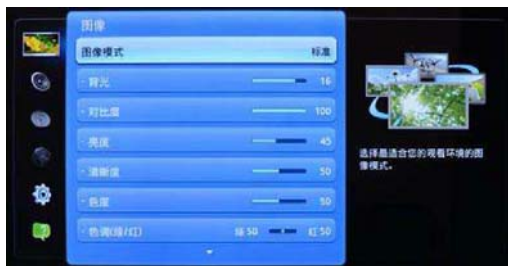 图像
图像模式 标准
· 背光 16
· 对比度 100
· 亮度 45
· 清晰度 50
· 色度 50
· 色调(绿/红) 绿 50 红 50
选择最适合您的观看环境的图
像模式。